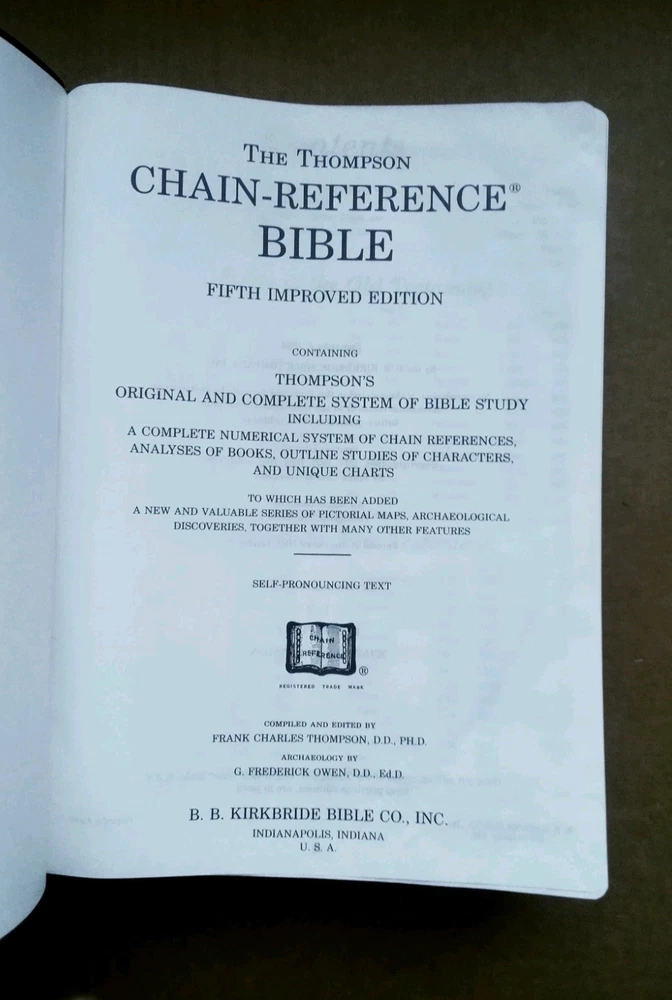 THE THOMPSON
CHAIN-REFERENCE®
BIBLE
FIFTH IMPROVED EDITION
CONTAINING
THOMPSON'S
ORIGINAL AND COMPLETE SYSTEM OF BIBLE STUDY
INCLUDING
A COMPLETE NUMERICAL SYSTEM OF CHAIN REFERENCES,
ANALYSES OF BOOKS, OUTLINE STUDIES OF CHARACTERS,
AND UNIQUE CHARTS
TO WHICH HAS BEEN ADDED
A NEW AND VALUABLE SERIES OF PICTORIAL MAPS, ARCHAEOLOGICAL
DISCOVERIES, TOGETHER WITH MANY OTHER FEATURES
SELF-PRONOUNCING TEXT
CHAIN
REFERENCE
®
REGISTERED TRADE MARK
COMPILED AND EDITED BY
FRANK CHARLES THOMPSON, D.D., PH.D.
ARCHAEOLOGY BY
G. FREDERICK OWEN, D.D., Ed.D.
B. B. KIRKBRIDE BIBLE CO., INC.
INDIANAPOLIS, INDIANA
U. S. A.